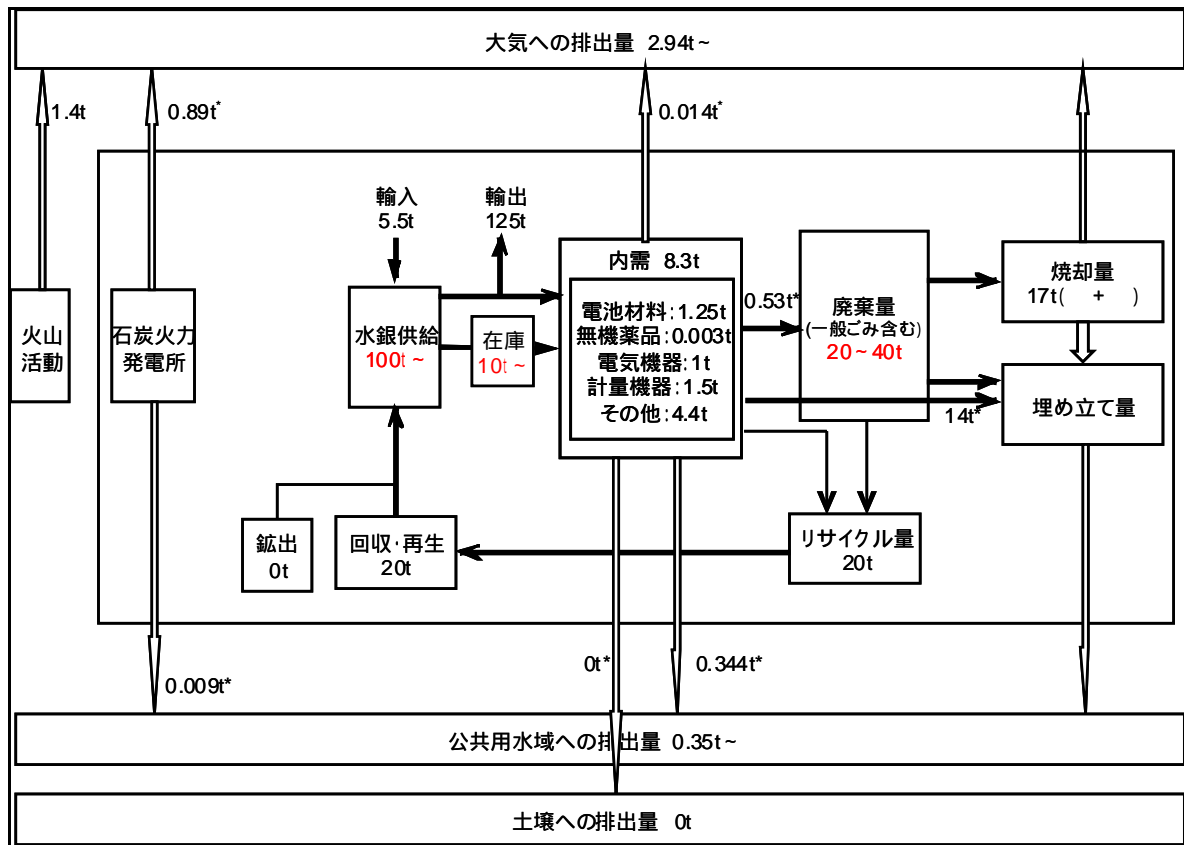 大気への排出量 2.94t~
1.4t
0.89t*
0.014t*
輸入
5.5t
輸出
125t
内需 8.3t
電池材料:1.25t
無機薬品:0.003t
電気機器:1t
計量機器:1.5t
その他:4.4t
0.53t*
廃棄量
(一般ごみ含む)
20~40t
焼却量
17t( + )
火山
活動
石炭火力
発電所
水銀供給
100t~
在庫
10t~
14t*
埋め立て量
鉱出
0t
回収・再生
20t
リサイクル量
20t
0.009t*
0t*
0.344t*
公共用水域への排出量 0.35t~
土壌への排出量 0t